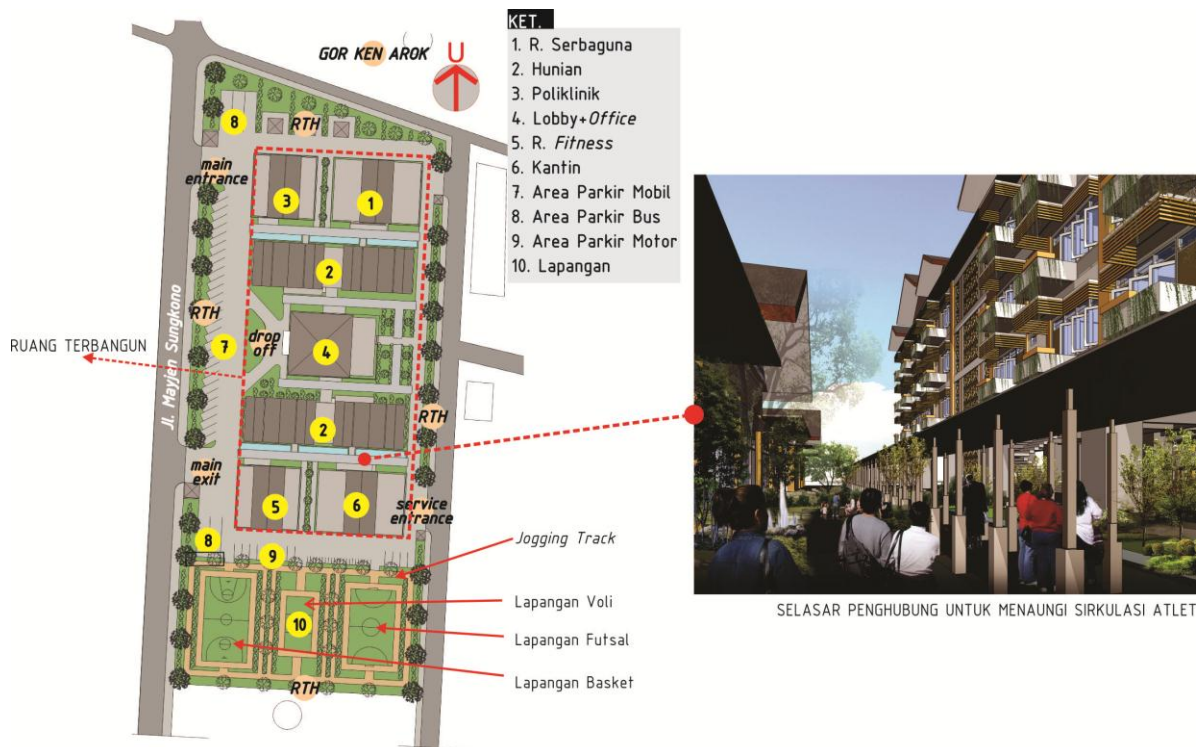 GOR KEN AROK
U
KET.
1. R. Serbaguna
2. Hunian
3. Poliklinik
4. Lobby+Office
5. R. Fitness
6. Kantin
7. Area Parkir Mobil
8. Area Parkir Bus
9. Area Parkir Motor
10. Lapangan
8
RTH
main
entrance
3
1
2
RTH
drop
off
4
7
RUANG TERBANGUN
Jl. Mayjen Sungkono
2
RTH
main
exit
5
6
service
entrance
8
9
10
RTH
Jogging Track
Lapangan Voli
Lapangan Futsal
Lapangan Basket
SELASAR PENGHUBUNG UNTUK MENAUNGI SIRKULASI ATLET